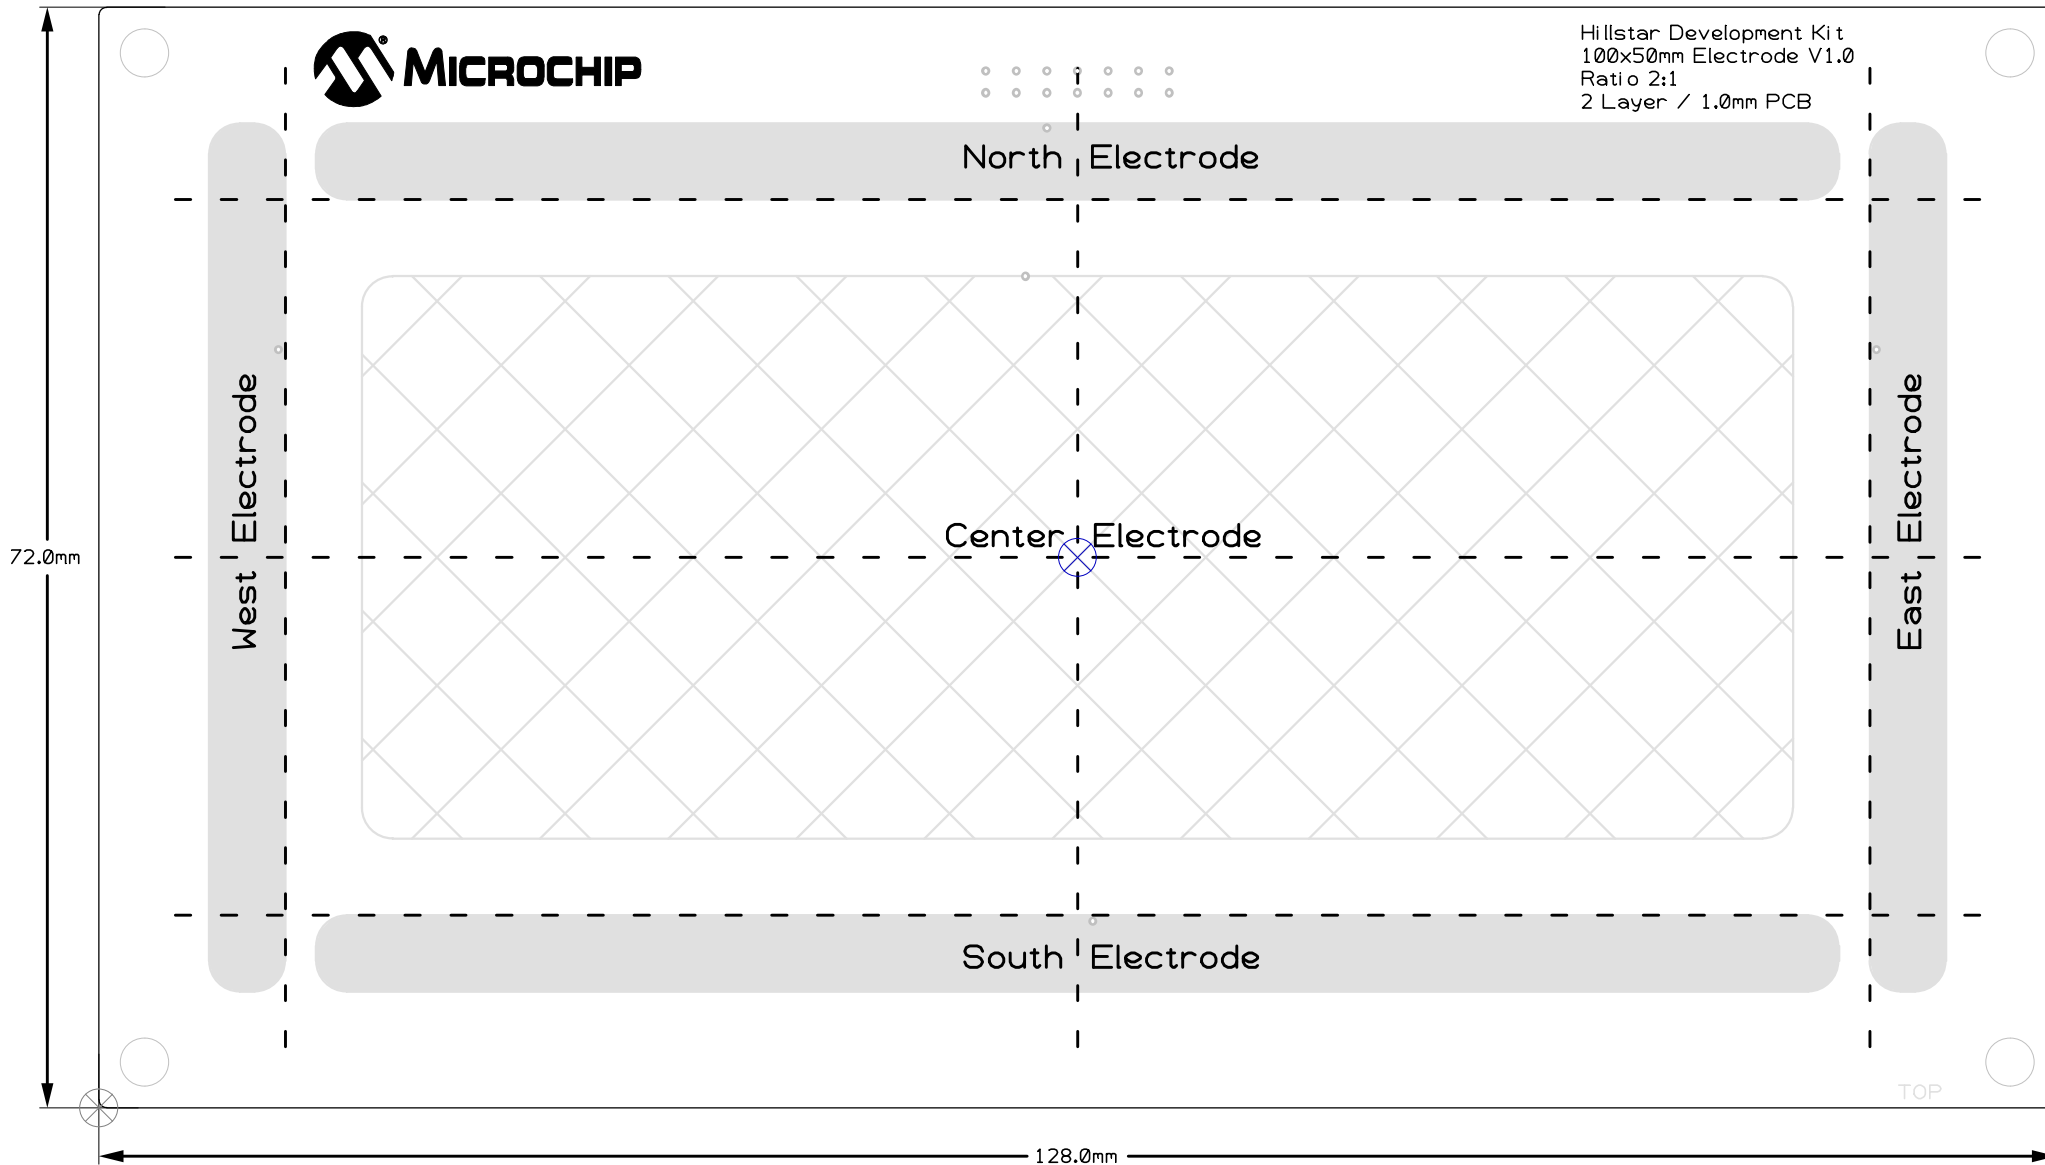 MICROCHIP®
Hillstar Development Kit
100x50mm Electrode V1.0
Ratio 2:1
2 Layer / 1.0mm PCB
North Electrode
West Electrode
Center Electrode
East Electrode
72.0mm
South Electrode
TOP
128.0mm